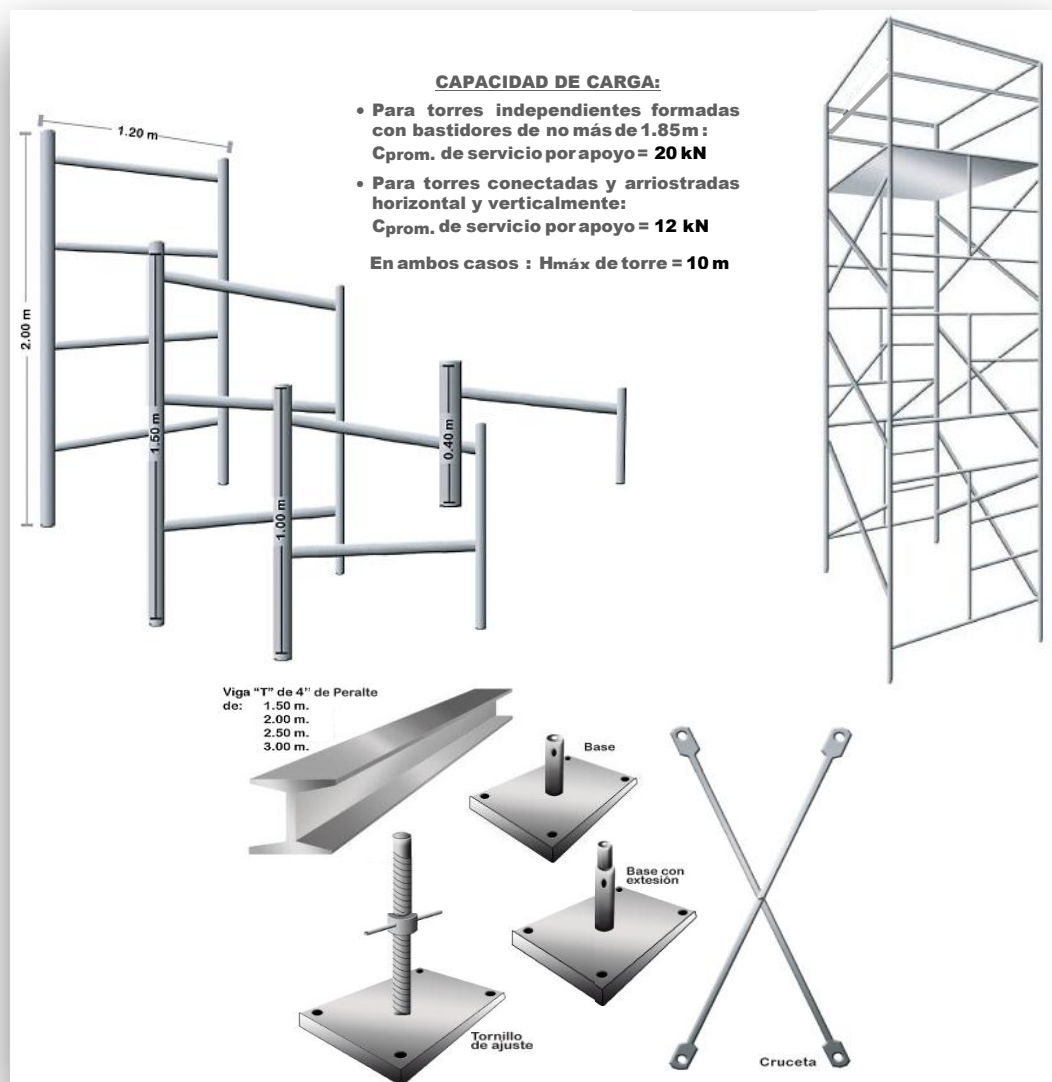 CAPACIDAD DE CARGA:
• Para torres independientes formadas
con bastidores de no más de 1.85m :
Cprom. de servicio por apoyo = 20 kN
• Para torres conectadas y arriostradas
horizontal y verticalmente:
Cprom. de servicio por apoyo = 12 kN
En ambos casos : Hmáx de torre = 10 m
1.20 m
2.00 m
1.50 m
1.00 m
0.40 m
Viga "T" de 4'' de Peralte
de: 1.50 m.
2.00 m.
2.50 m.
3.00 m.
Base
Base con
extesión
Tornillo
de ajuste
Cruceta